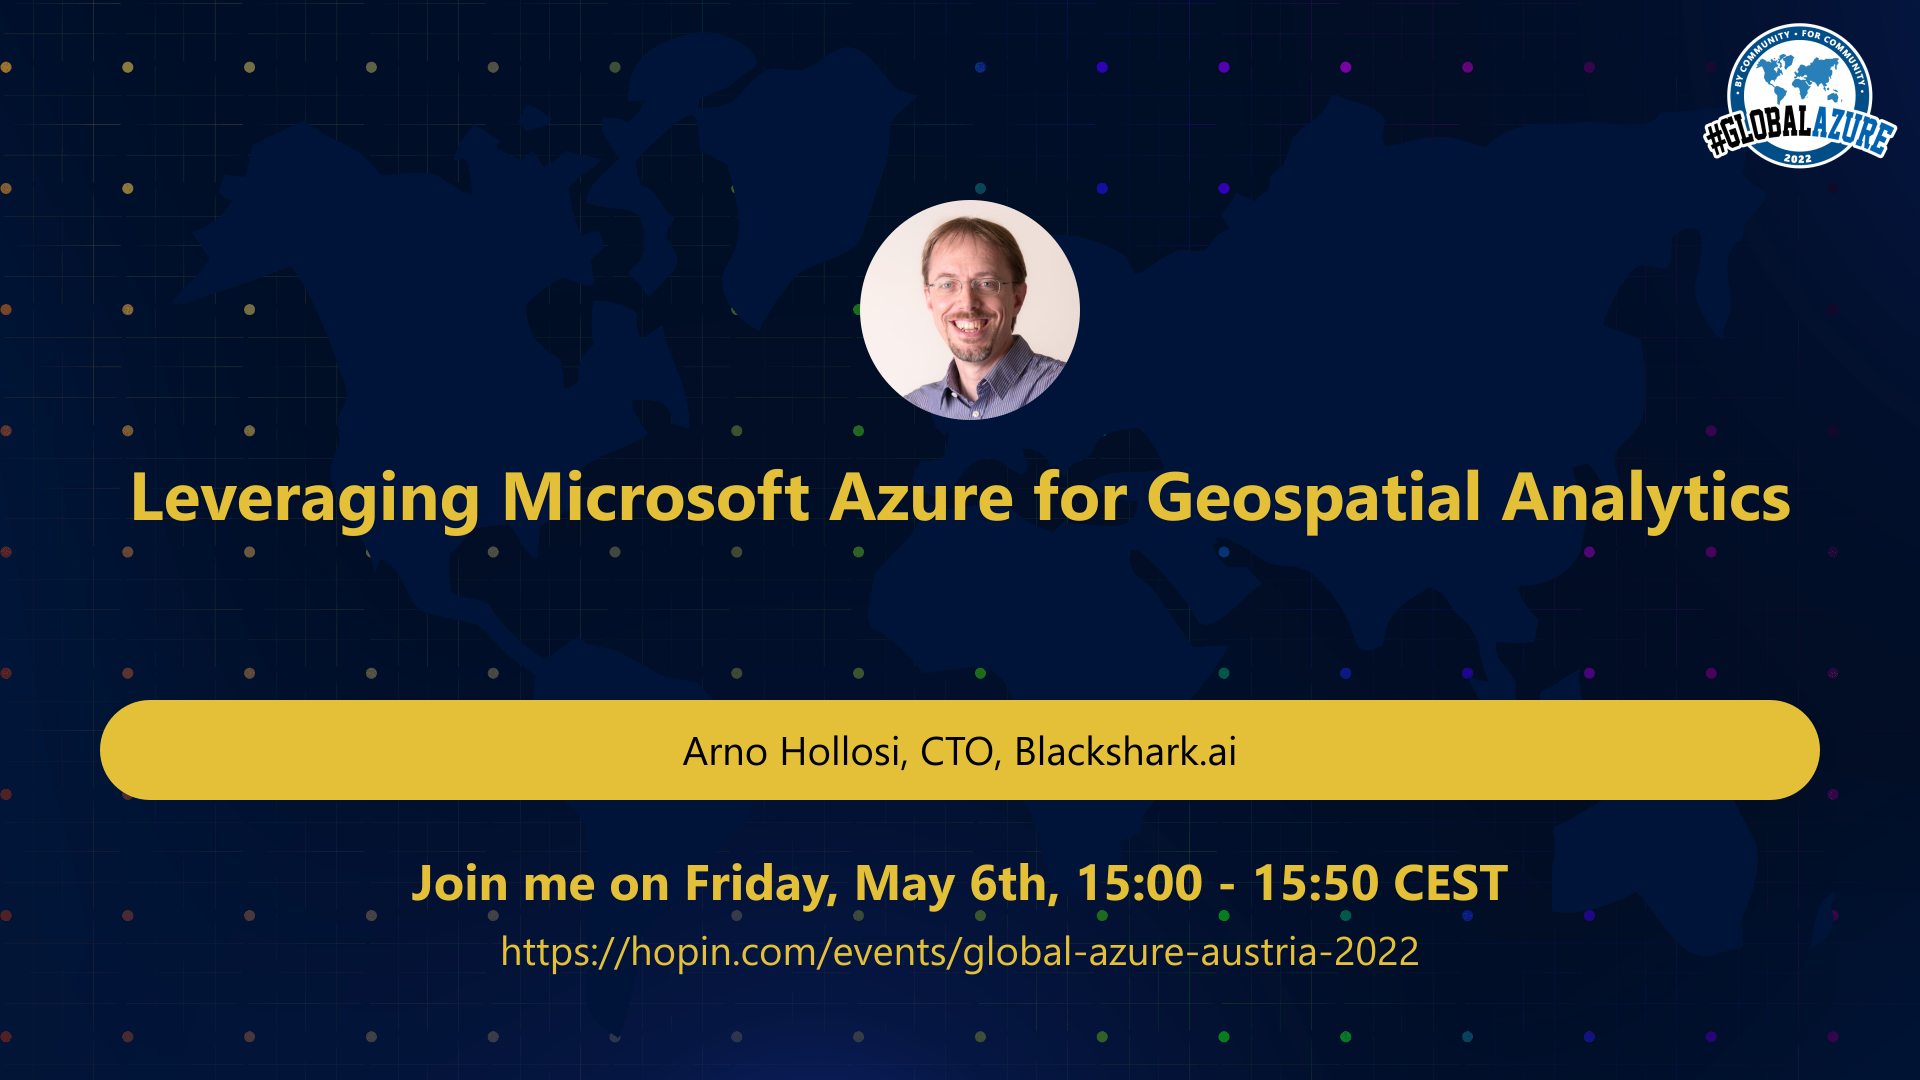 • BY COMMUNITY • FOR COMMUNITY •
#GLOBALAZURE
2022
Leveraging Microsoft Azure for Geospatial Analytics
Arno Hollosi, CTO, Blackshark.ai
Join me on Friday, May 6th, 15:00 - 15:50 CEST
https://hopin.com/events/global-azure-austria-2022